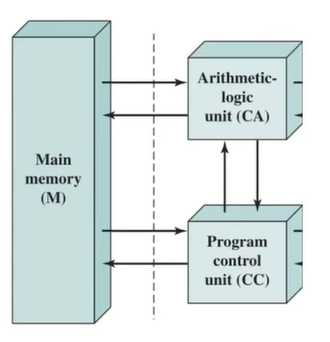 Main
memory
(M)
Arithmetic-
logic
unit (CA)
Program
control
unit (CC)